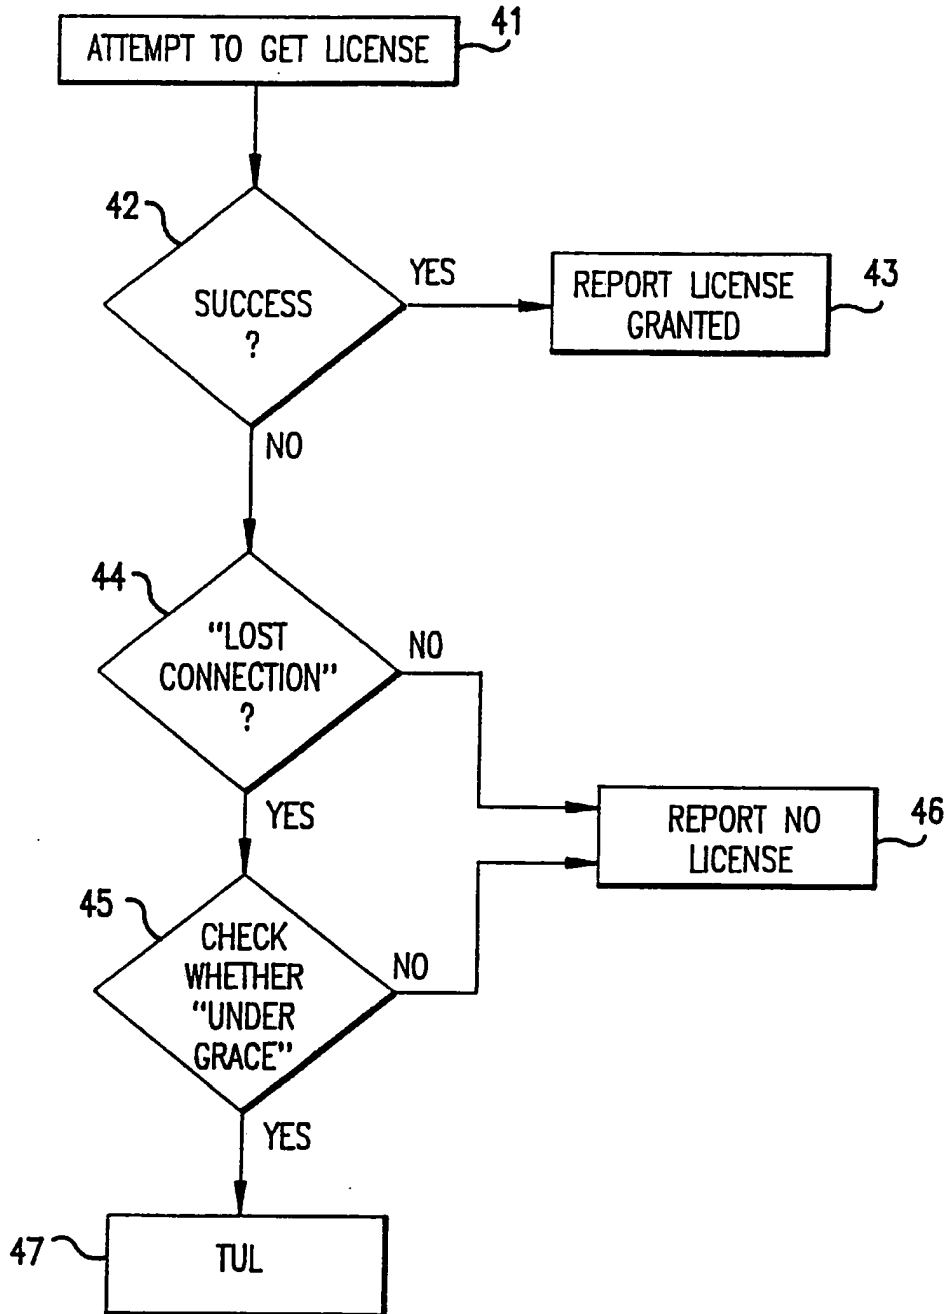 ATTEMPT TO GET LICENSE
41
42
SUCCESS
?
YES
REPORT LICENSE
GRANTED
43
NO
44
"LOST
CONNECTION"
?
NO
YES
REPORT NO
LICENSE
46
45
CHECK
WHETHER
"UNDER
GRACE"
NO
YES
47
TUL